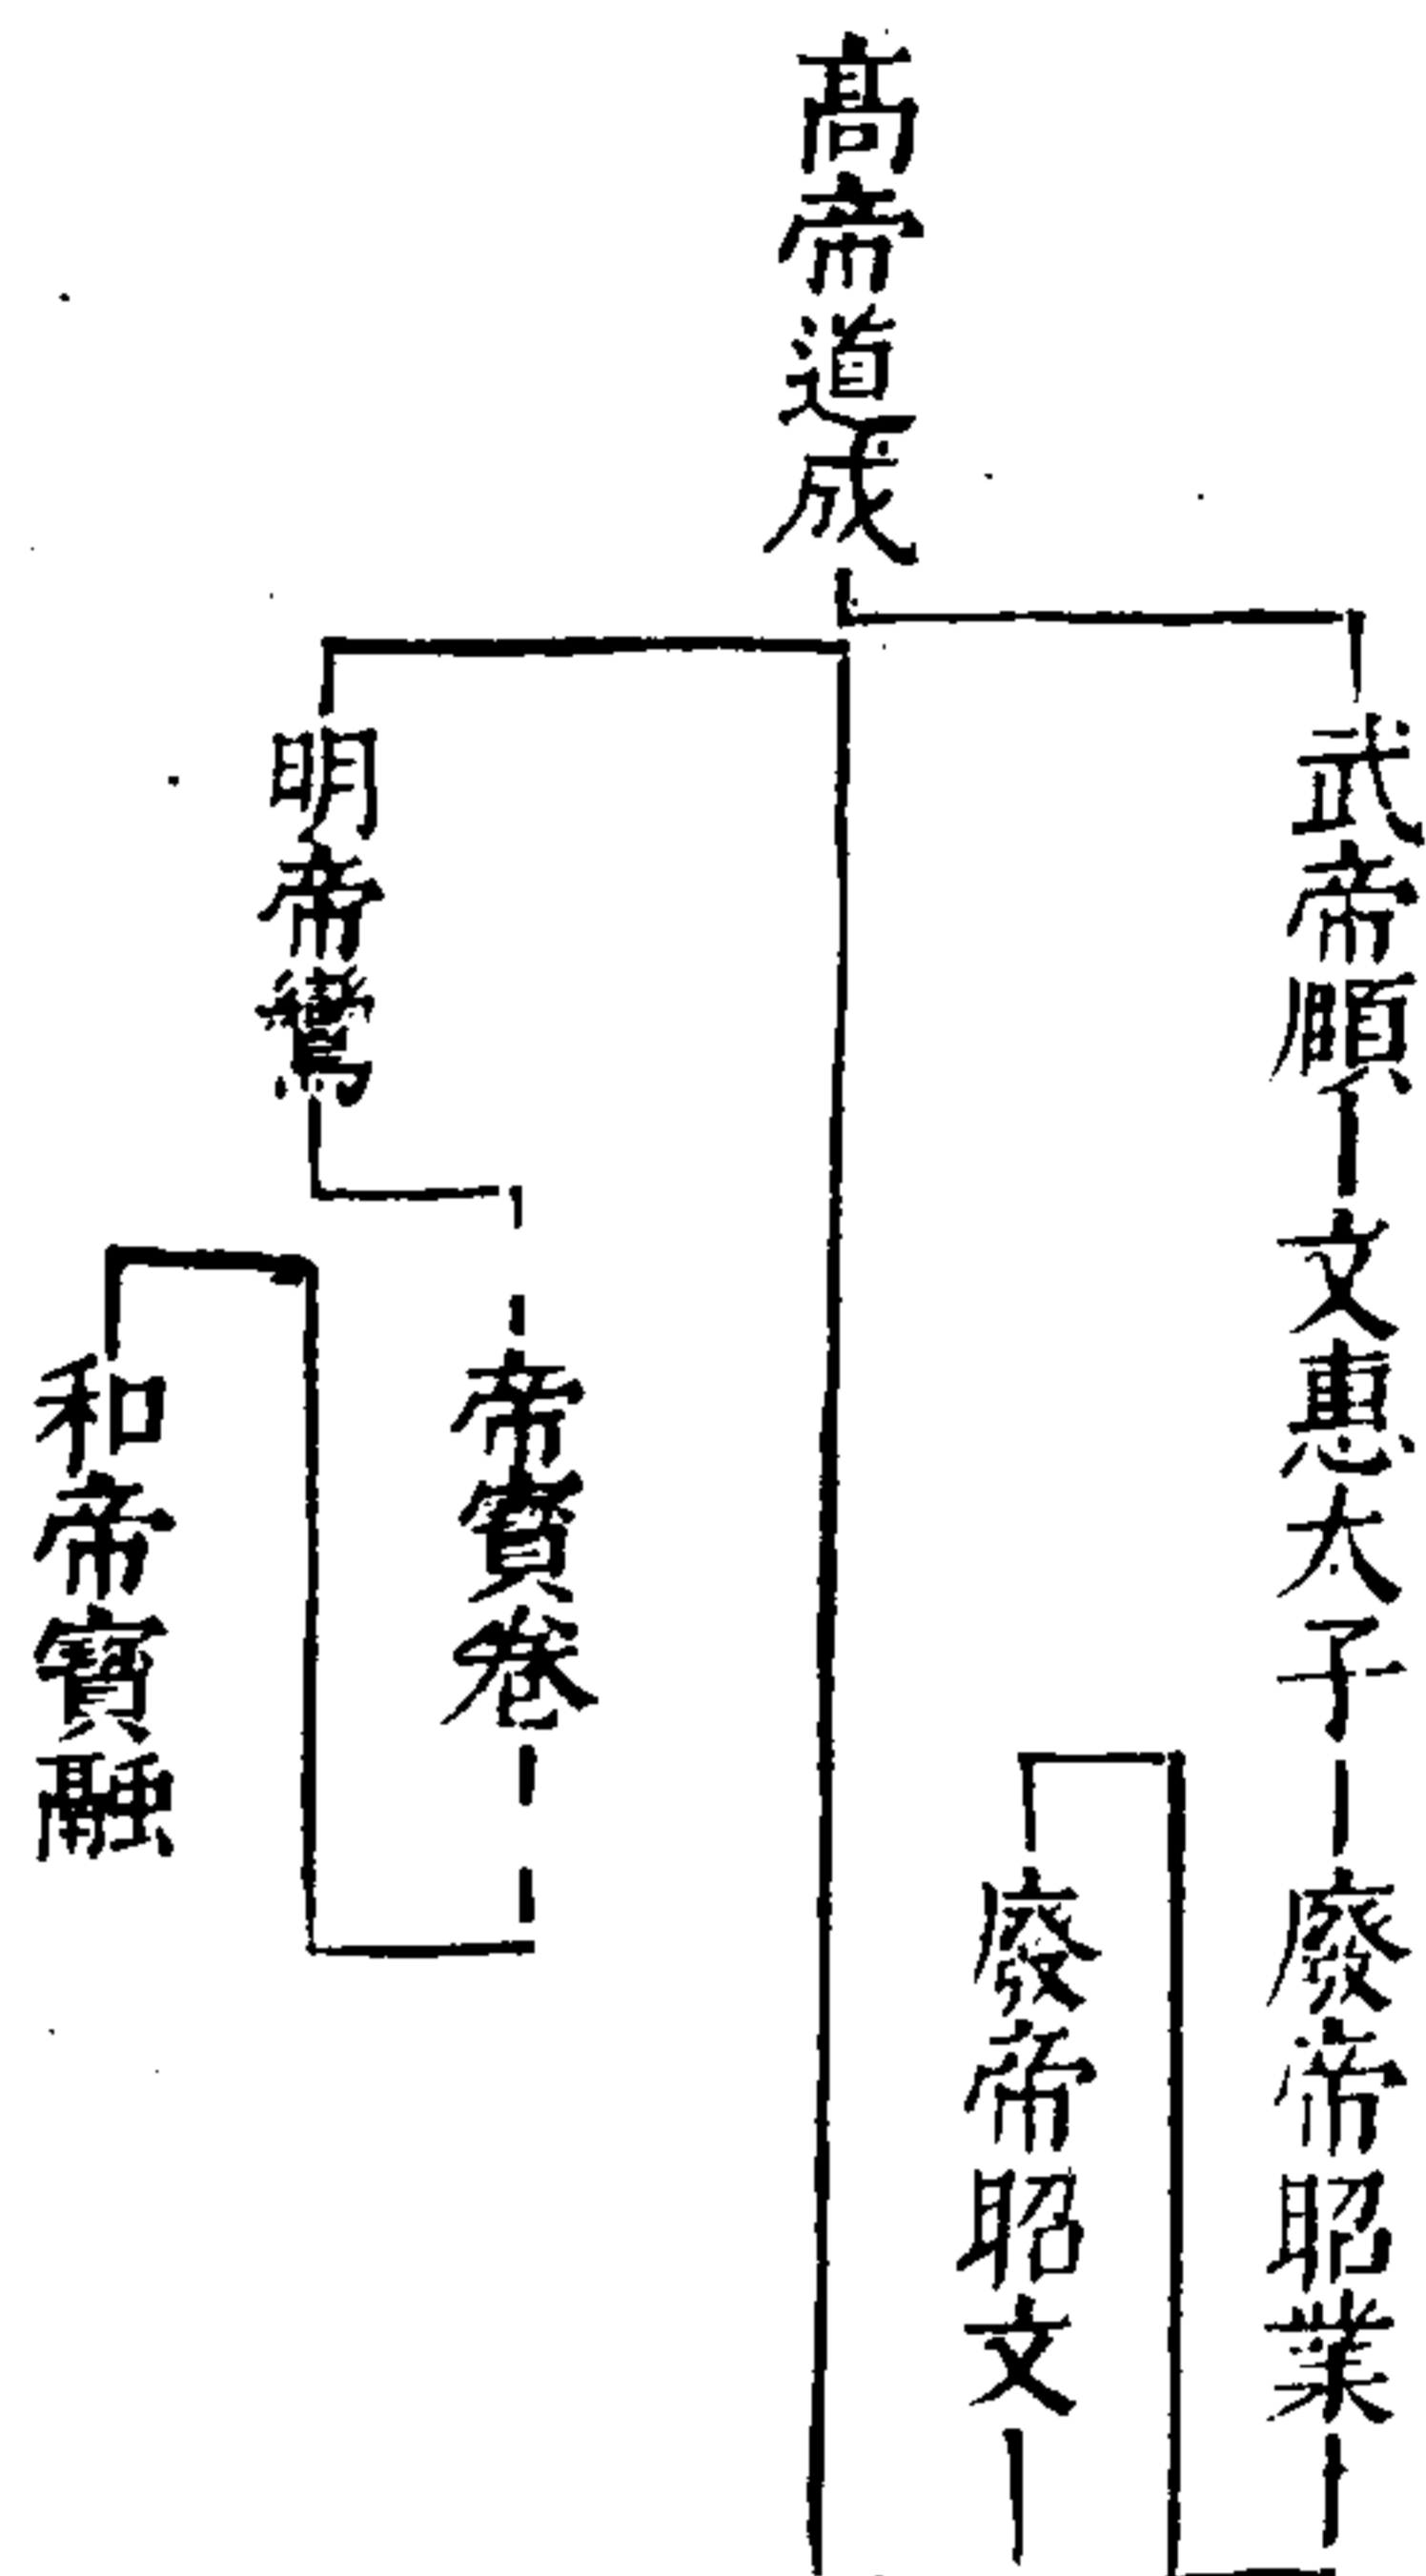 高帝道成
武帝賾
文惠太子
廢帝昭業
廢帝昭文
明帝鸞
帝寶卷
和帝寶融